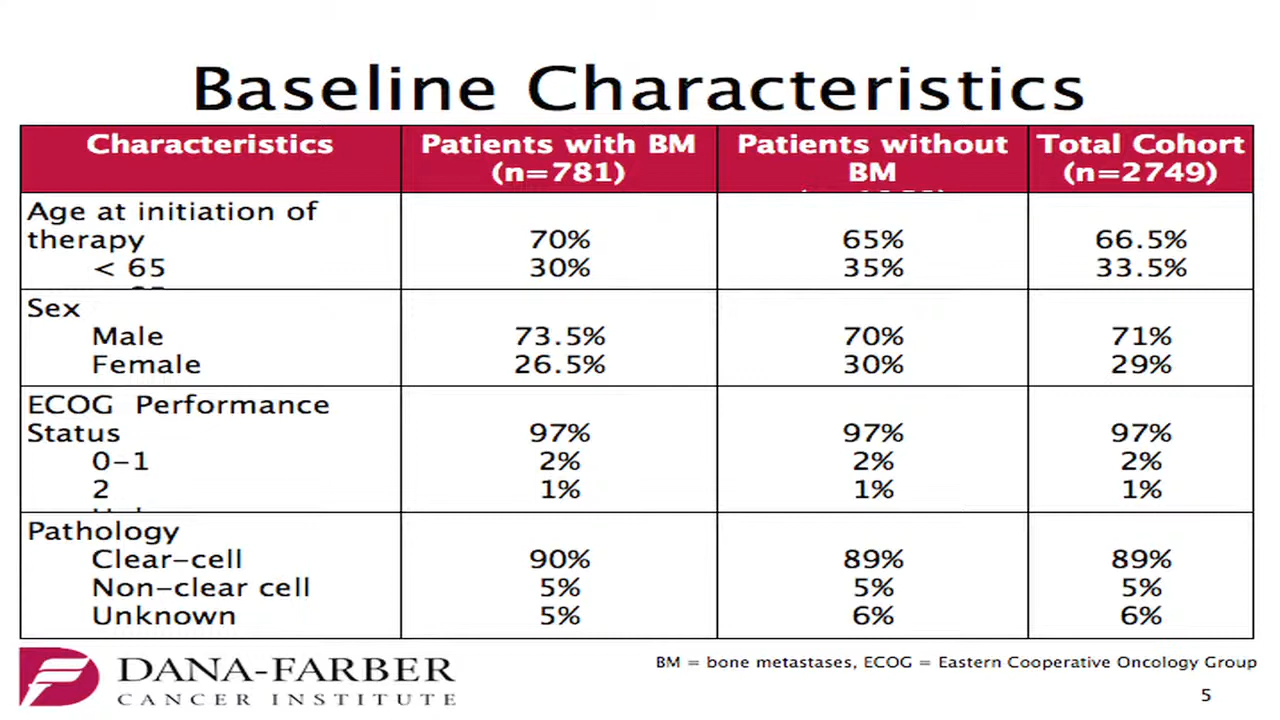 Baseline Characteristics
Characteristics
Patients with BM
(n=781)
Patients without
BM
Total Cohort
(n=2749)
Age at initiation of
therapy
< 65
70%
30%
65%
35%
66.5%
33.5%
Sex
Male
Female
73.5%
26.5%
70%
30%
71%
29%
ECOG Performance
Status
0-1
2
97%
2%
1%
97%
2%
1%
97%
2%
1%
Pathology
Clear-cell
Non-clear cell
Unknown
90%
5%
5%
89%
5%
6%
89%
5%
6%
DANA-FARBER
CANCER INSTITUTE
BM = bone metastases, ECOG = Eastern Cooperative Oncology Group
5